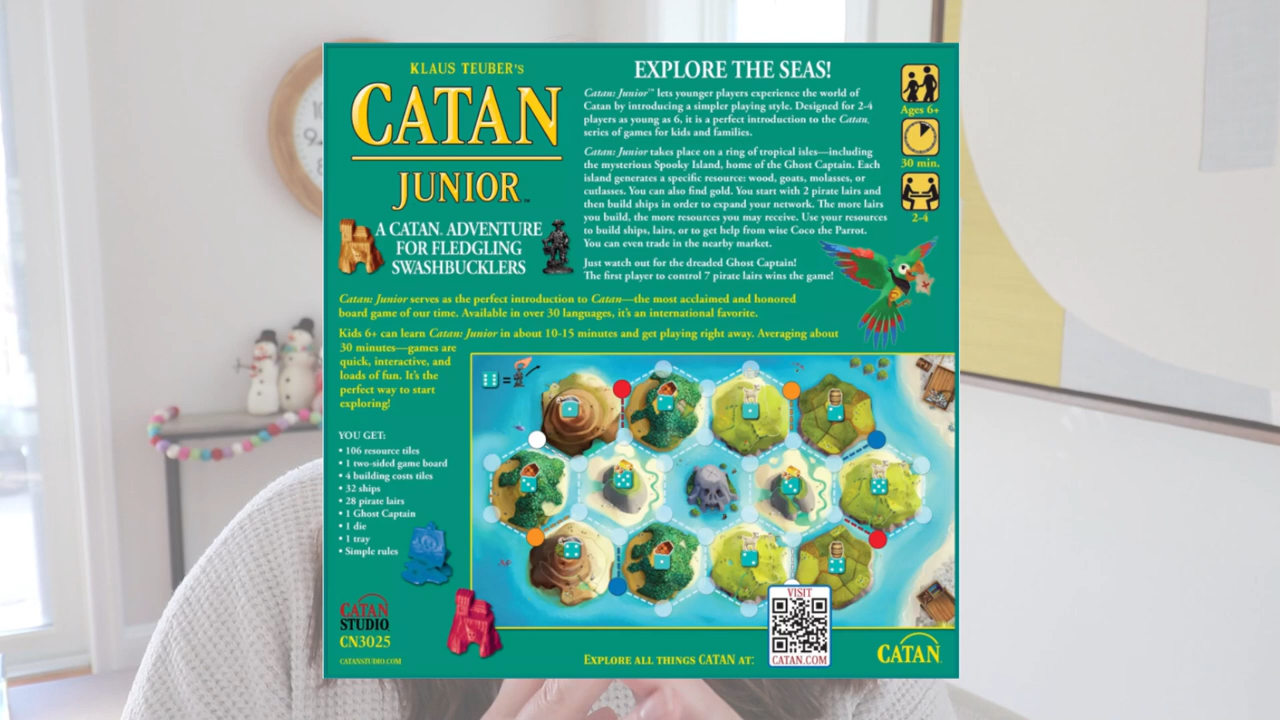 KLAUS TEUBER'S
CATAN
JUNIOR™
A CATAN® ADVENTURE
FOR FLEDGLING
SWASHBUCKLERS
EXPLORE THE SEAS!
Catan: Junior™ lets younger players experience the world of
Catan by introducing a simpler playing style. Designed for 2-4
players as young as 6, it is a perfect introduction to the Catan®
series of games for kids and families.
Catan: Junior takes place on a ring of tropical isles—including
the mysterious Spooky Island, home of the Ghost Captain. Each
island generates a specific resource: wood, goats, molasses, or
cutlasses. You can also find gold. You start with 2 pirate lairs and
then build ships in order to expand your network. The more lairs
you build, the more resources you may receive. Use your resources
to build ships, lairs, or to get help from wise Coco the Parrot.
You can even trade in the nearby market.
Just watch out for the dreaded Ghost Captain!
The first player to control 7 pirate lairs wins the game!
Ages 6+
30 min.
2-4
Catan: Junior serves as the perfect introduction to Catan—the most acclaimed and honored
board game of our time. Available in over 30 languages, it's an international favorite.
Kids 6+ can learn Catan: Junior in about 10-15 minutes and get playing right away. Averaging about
30 minutes—games are
quick, interactive, and
loads of fun. It's the
perfect way to start
exploring!
=
YOU GET:
• 106 resource tiles
• 1 two-sided game board
• 4 building costs tiles
• 32 ships
• 28 pirate lairs
• 1 Ghost Captain
• 1 die
• 1 tray
• Simple rules
CATAN
STUDIO
CN3025
CATANSTUDIO.COM
EXPLORE ALL THINGS CATAN AT:
VISIT
CATAN.COM
CATAN®